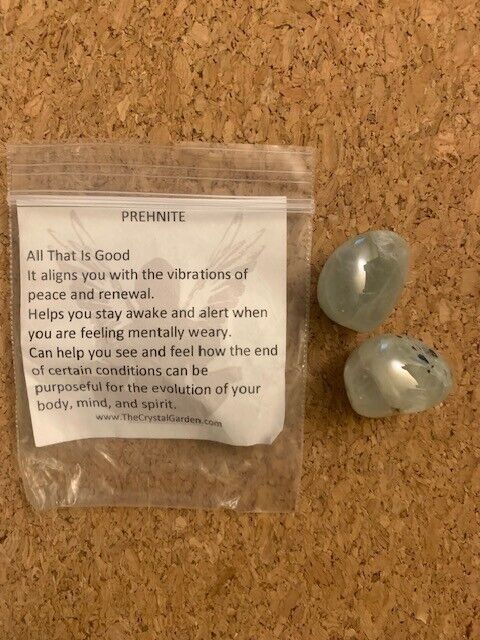 PREHNITE
All That Is Good
It aligns you with the vibrations of
peace and renewal.
Helps you stay awake and alert when
you are feeling mentally weary.
Can help you see and feel how the end
of certain conditions can be
purposeful for the evolution of your
body, mind, and spirit.
www.TheCrystalGarden.com